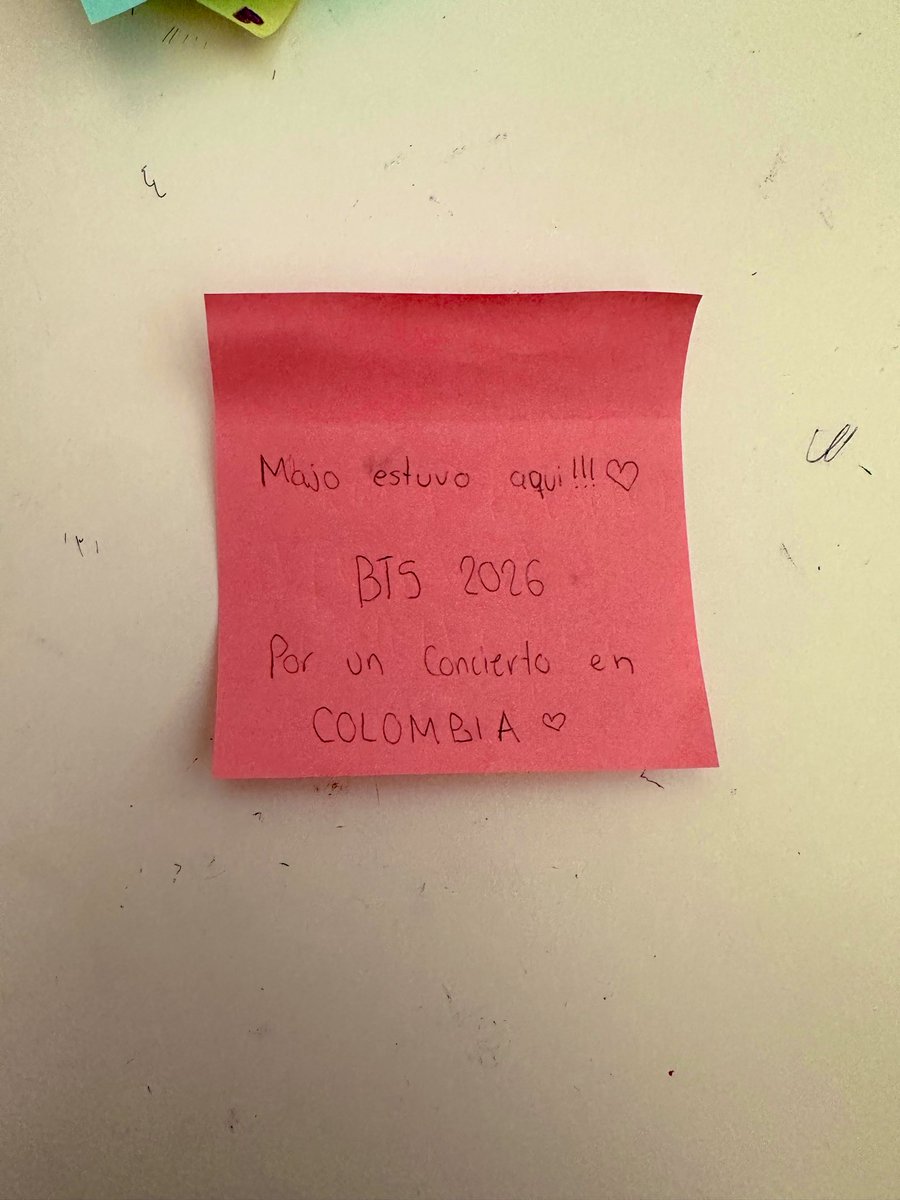 Majo estuvo aqui!!! ♡
BTS 2026
Por un Concierto en
COLOMBIA ♡